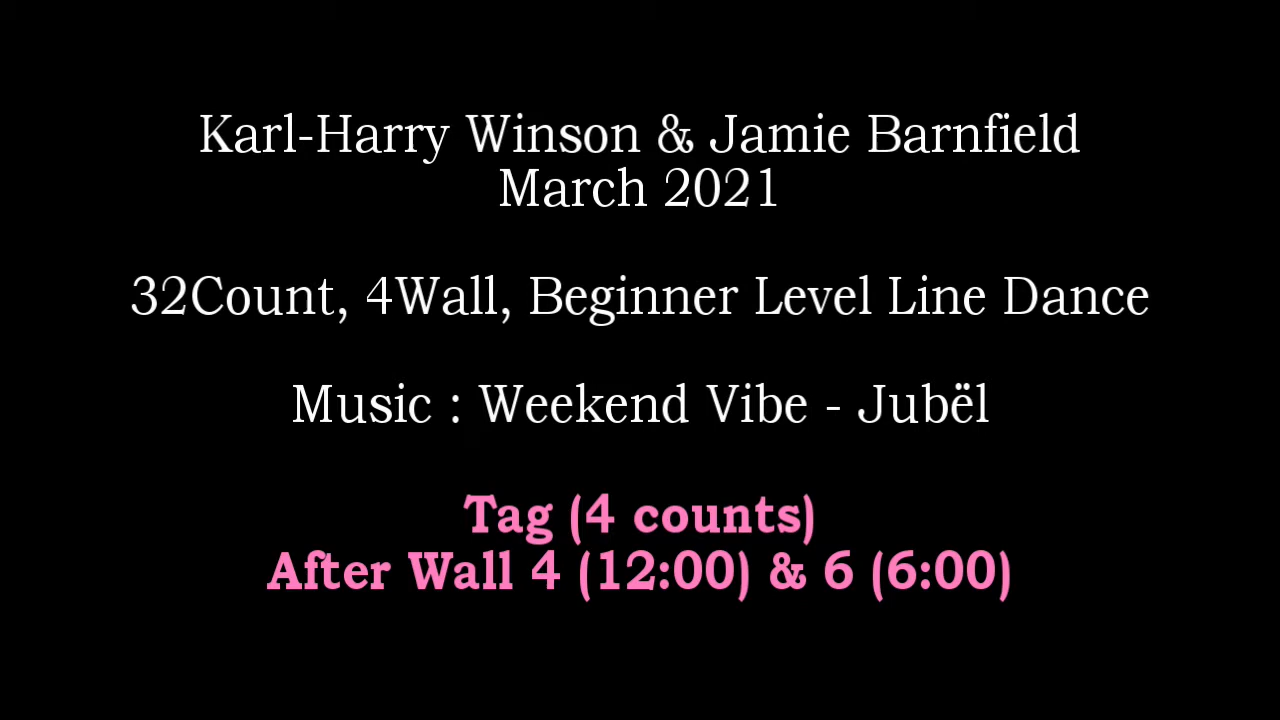 Karl-Harry Winson & Jamie Barnfield
March 2021
32Count, 4Wall, Beginner Level Line Dance
Music : Weekend Vibe - Jubël
Tag (4 counts)
After Wall 4 (12:00) & 6 (6:00)